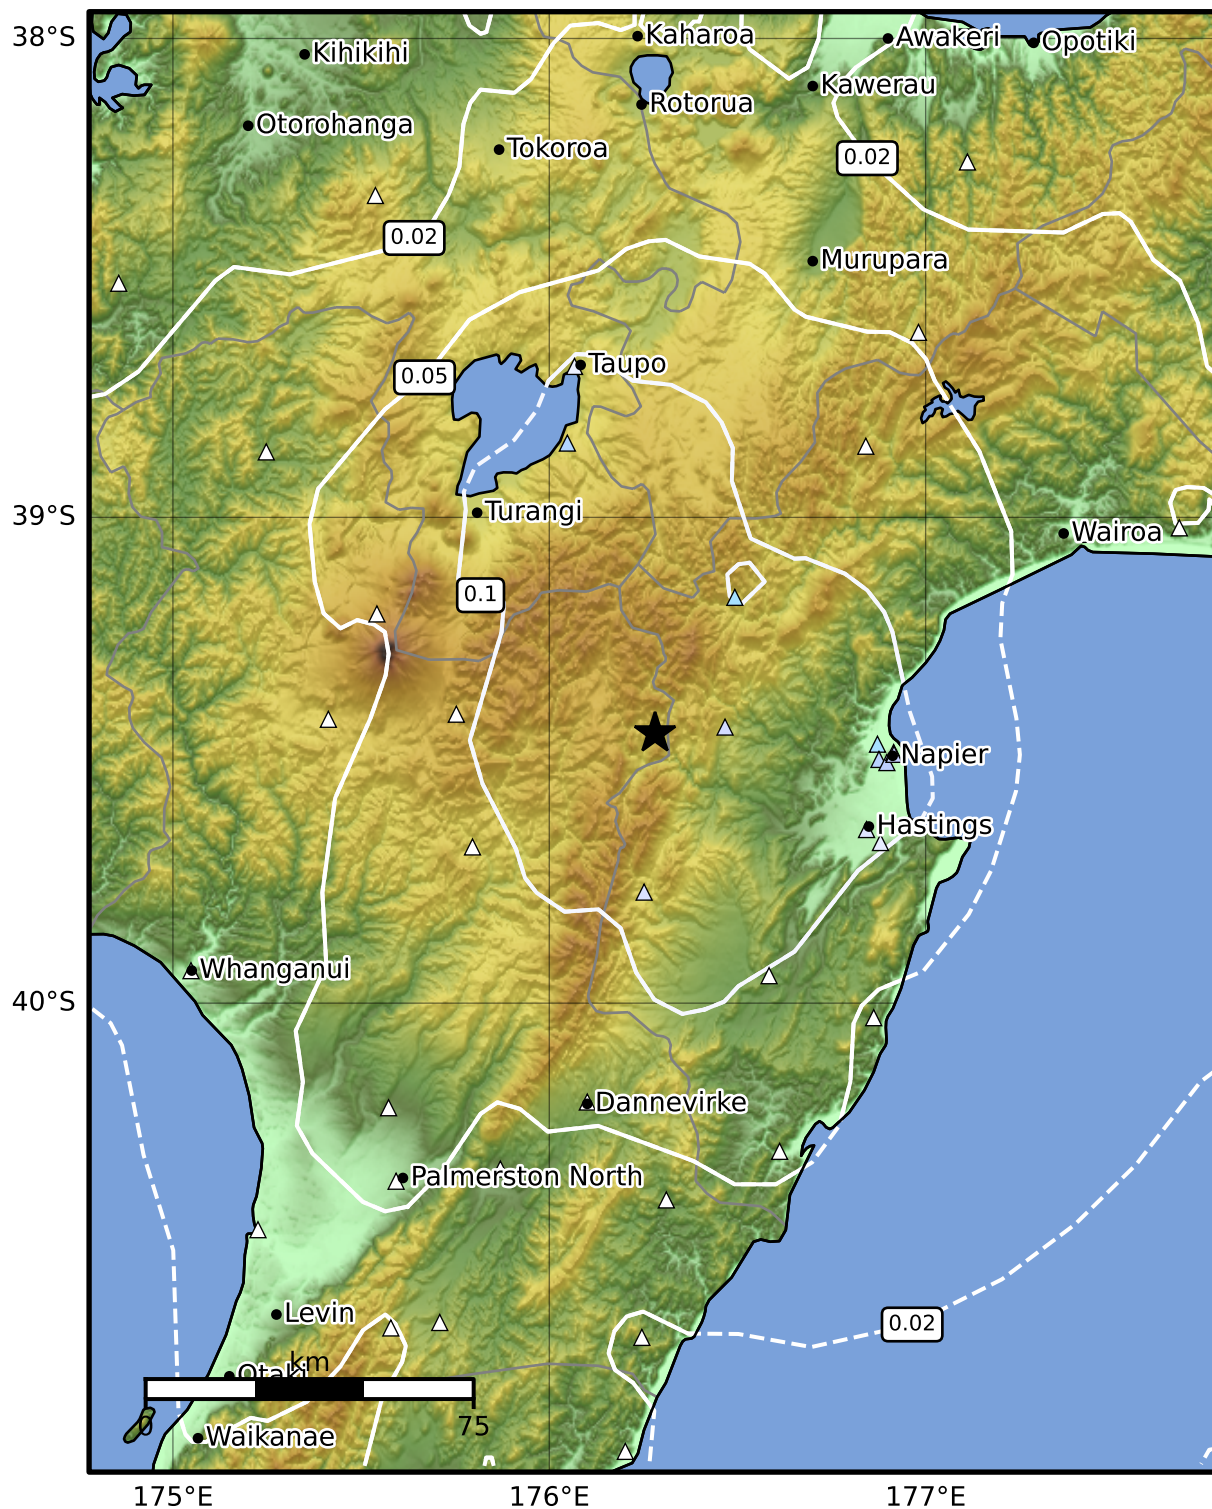 38°S
Kaharoa
Awakeri
Opotiki
Kihikihi
Kawerau
Rotorua
Otorohanga
Tokoroa
0.02
0.02
Murupara
Taupo
0.05
39°S
Turangi
Wairoa
0.1
Napier
Hastings
Whanganui
40°S
Dannevirke
Palmerston North
Levin
0.02
km
Otaki
0
75
Waikanae
175°E
176°E
177°E